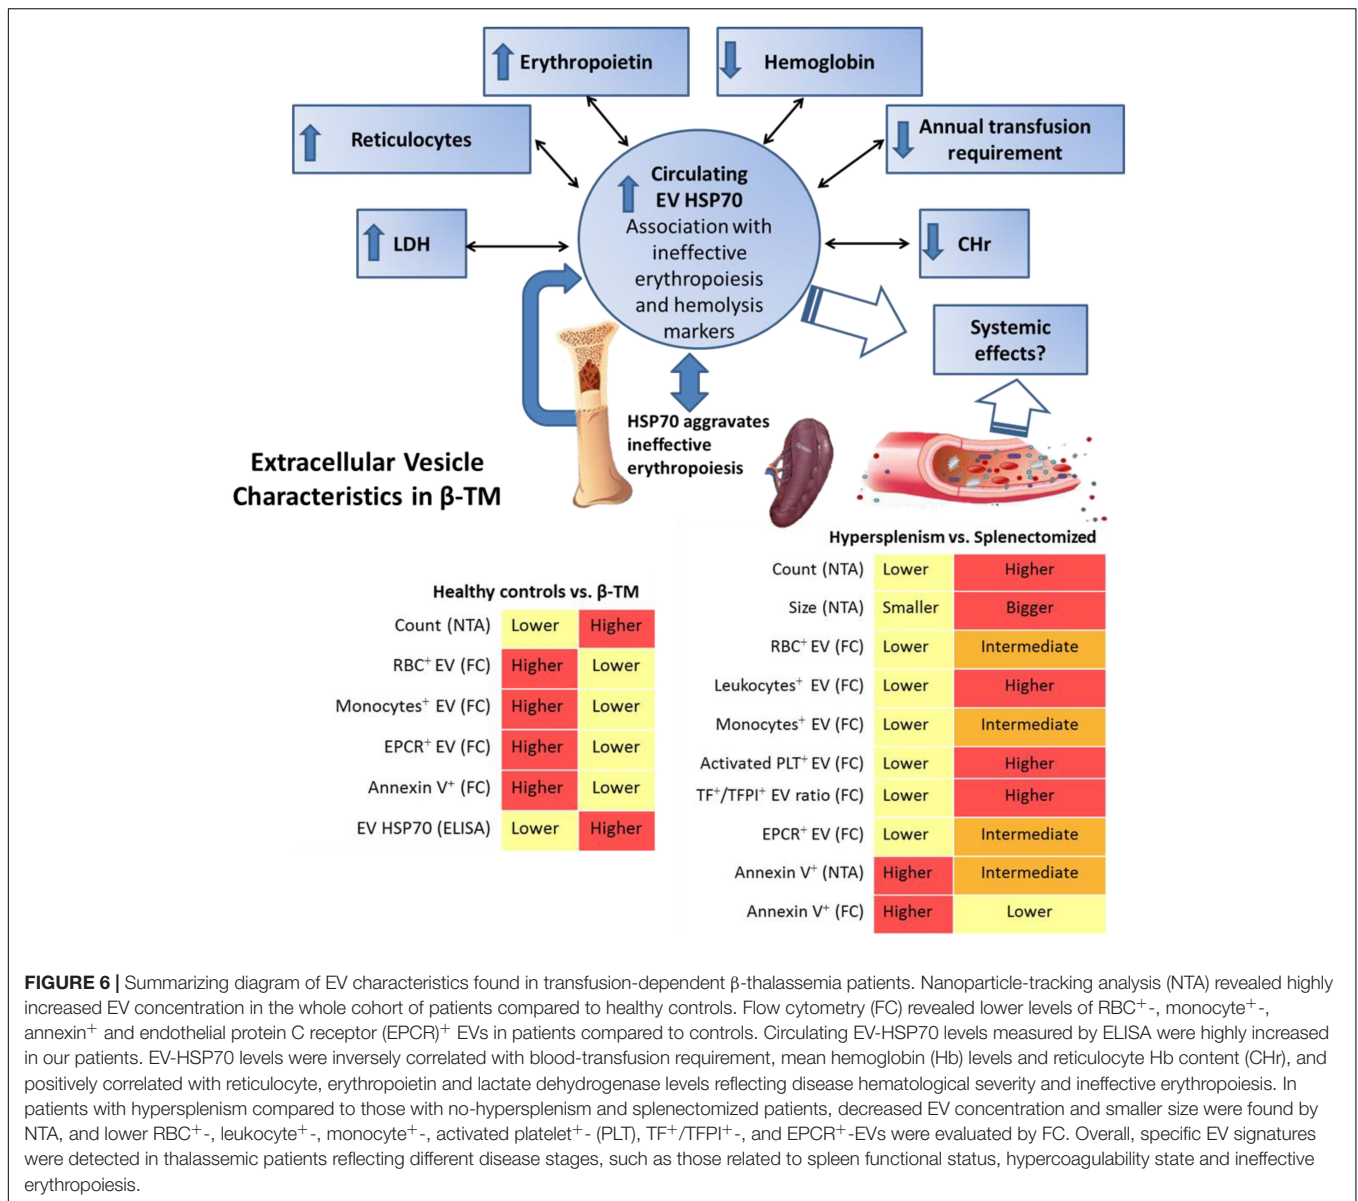 Erythropoietin
Hemoglobin
Reticulocytes
Annual transfusion
requirement
LDH
CHr
Circulating
EV HSP70
Association with
ineffective
erythropoiesis
and hemolysis
markers
Systemic
effects?
HSP70 aggravates
ineffective
erythropoiesis
Extracellular Vesicle
Characteristics in β-TM
Healthy controls vs. β-TM
Count (NTA) Lower Higher
RBC⁺ EV (FC) Higher Lower
Monocytes⁺ EV (FC) Higher Lower
EPCR⁺ EV (FC) Higher Lower
Annexin V⁺ (FC) Higher Lower
EV HSP70 (ELISA) Lower Higher
Hypersplenism vs. Splenectomized
Count (NTA) Lower Higher
Size (NTA) Smaller Bigger
RBC⁺ EV (FC) Lower Intermediate
Leukocytes⁺ EV (FC) Lower Higher
Monocytes⁺ EV (FC) Lower Intermediate
Activated PLT⁺ EV (FC) Lower Higher
TF⁺/TFPI⁺ EV ratio (FC) Lower Higher
EPCR⁺ EV (FC) Lower Intermediate
Annexin V⁺ (NTA) Higher Intermediate
Annexin V⁺ (FC) Higher Lower
FIGURE 6 | Summarizing diagram of EV characteristics found in transfusion-dependent β-thalassemia patients. Nanoparticle-tracking analysis (NTA) revealed highly
increased EV concentration in the whole cohort of patients compared to healthy controls. Flow cytometry (FC) revealed lower levels of RBC⁺-, monocyte⁺-,
annexin⁺ and endothelial protein C receptor (EPCR)⁺ EVs in patients compared to controls. Circulating EV-HSP70 levels measured by ELISA were highly increased
in our patients. EV-HSP70 levels were inversely correlated with blood-transfusion requirement, mean hemoglobin (Hb) levels and reticulocyte Hb content (CHr), and
positively correlated with reticulocyte, erythropoietin and lactate dehydrogenase levels reflecting disease hematological severity and ineffective erythropoiesis. In
patients with hypersplenism compared to those with no-hypersplenism and splenectomized patients, decreased EV concentration and smaller size were found by
NTA, and lower RBC⁺-, leukocyte⁺-, monocyte⁺-, activated platelet⁺- (PLT), TF⁺/TFPI⁺-, and EPCR⁺-EVs were evaluated by FC. Overall, specific EV signatures
were detected in thalassemic patients reflecting different disease stages, such as those related to spleen functional status, hypercoagulability state and ineffective
erythropoiesis.